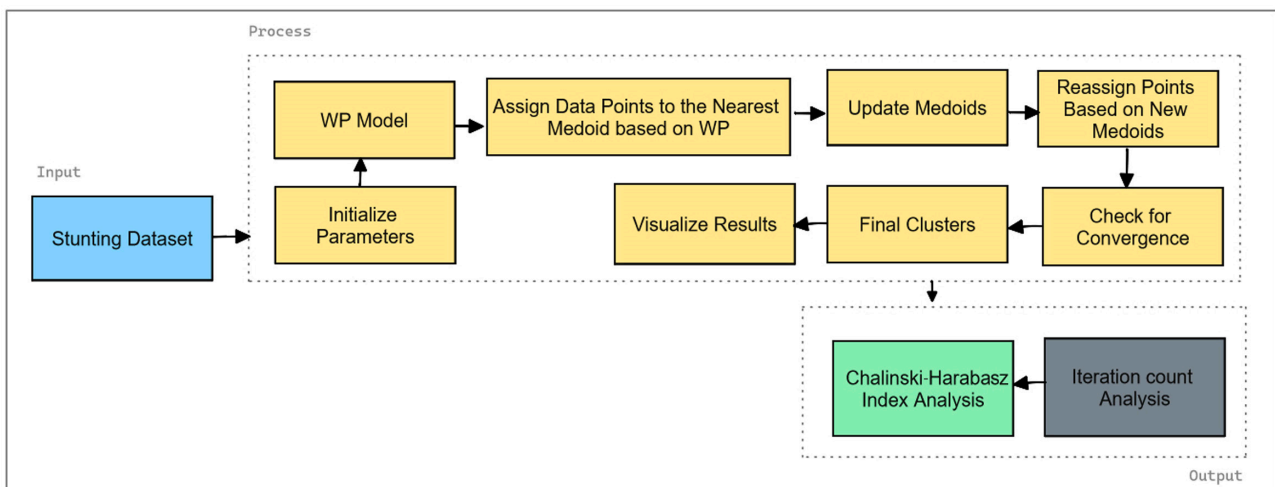 Process
WP Model
Assign Data Points to the Nearest
Medoid based on WP
Update Medoids
Reassign Points
Based on New
Medoids
Input
Stunting Dataset
Initialize
Parameters
Visualize Results
Final Clusters
Check for
Convergence
Chalinski-Harabasz
Index Analysis
Iteration count
Analysis
Output